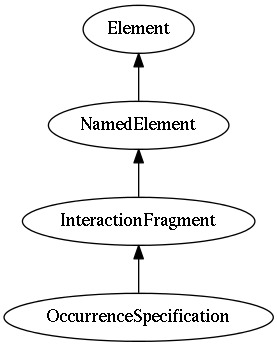 Element
NamedElement
InteractionFragment
OccurrenceSpecification